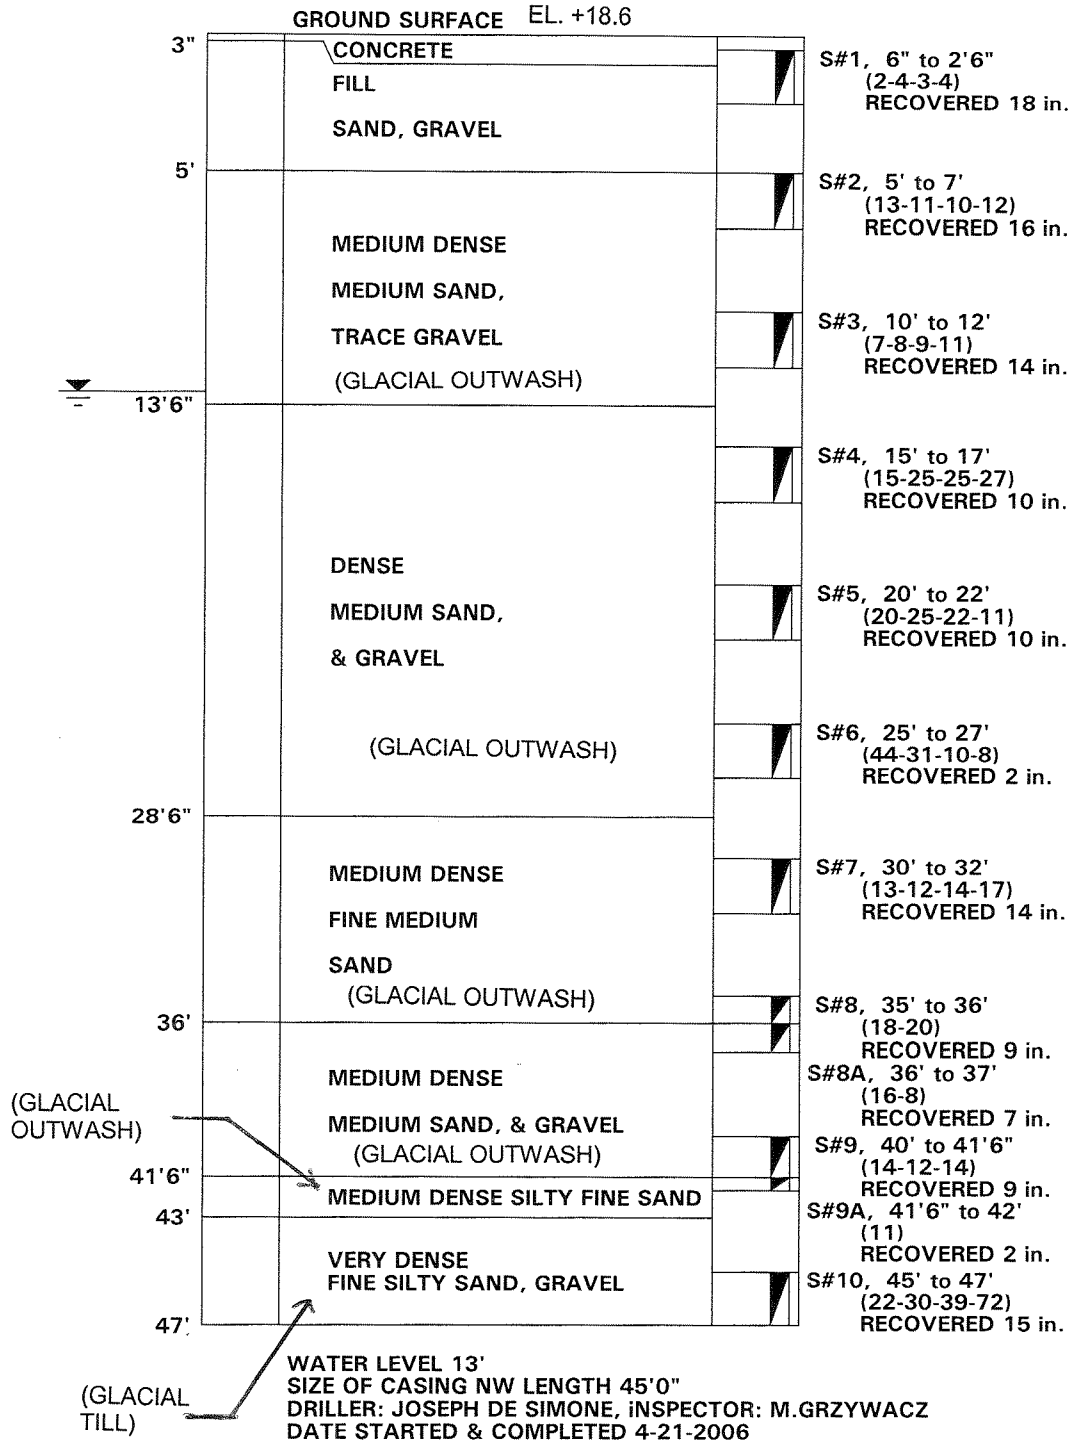 GROUND SURFACE EL. +18.6
3"
CONCRETE
FILL
SAND, GRAVEL
S#1, 6" to 2'6"
(2-4-3-4)
RECOVERED 18 in.
5'
S#2, 5' to 7'
(13-11-10-12)
RECOVERED 16 in.
MEDIUM DENSE
MEDIUM SAND,
TRACE GRAVEL
(GLACIAL OUTWASH)
S#3, 10' to 12'
(7-8-9-11)
RECOVERED 14 in.
13'6"
S#4, 15' to 17'
(15-25-25-27)
RECOVERED 10 in.
DENSE
MEDIUM SAND,
& GRAVEL
(GLACIAL OUTWASH)
S#5, 20' to 22'
(20-25-22-11)
RECOVERED 10 in.
S#6, 25' to 27'
(44-31-10-8)
RECOVERED 2 in.
28'6"
MEDIUM DENSE
FINE MEDIUM
SAND
(GLACIAL OUTWASH)
S#7, 30' to 32'
(13-12-14-17)
RECOVERED 14 in.
S#8, 35' to 36'
(18-20)
RECOVERED 9 in.
36'
MEDIUM DENSE
MEDIUM SAND, & GRAVEL
(GLACIAL OUTWASH)
S#8A, 36' to 37'
(16-8)
RECOVERED 7 in.
S#9, 40' to 41'6"
(14-12-14)
RECOVERED 9 in.
(GLACIAL
OUTWASH)
41'6"
MEDIUM DENSE SILTY FINE SAND
S#9A, 41'6" to 42'
(11)
RECOVERED 2 in.
43'
VERY DENSE
FINE SILTY SAND, GRAVEL
S#10, 45' to 47'
(22-30-39-72)
RECOVERED 15 in.
47'
(GLACIAL
TILL)
WATER LEVEL 13'
SIZE OF CASING NW LENGTH 45'0"
DRILLER: JOSEPH DE SIMONE, iNSPECTOR: M.GRZYWACZ
DATE STARTED & COMPLETED 4-21-2006